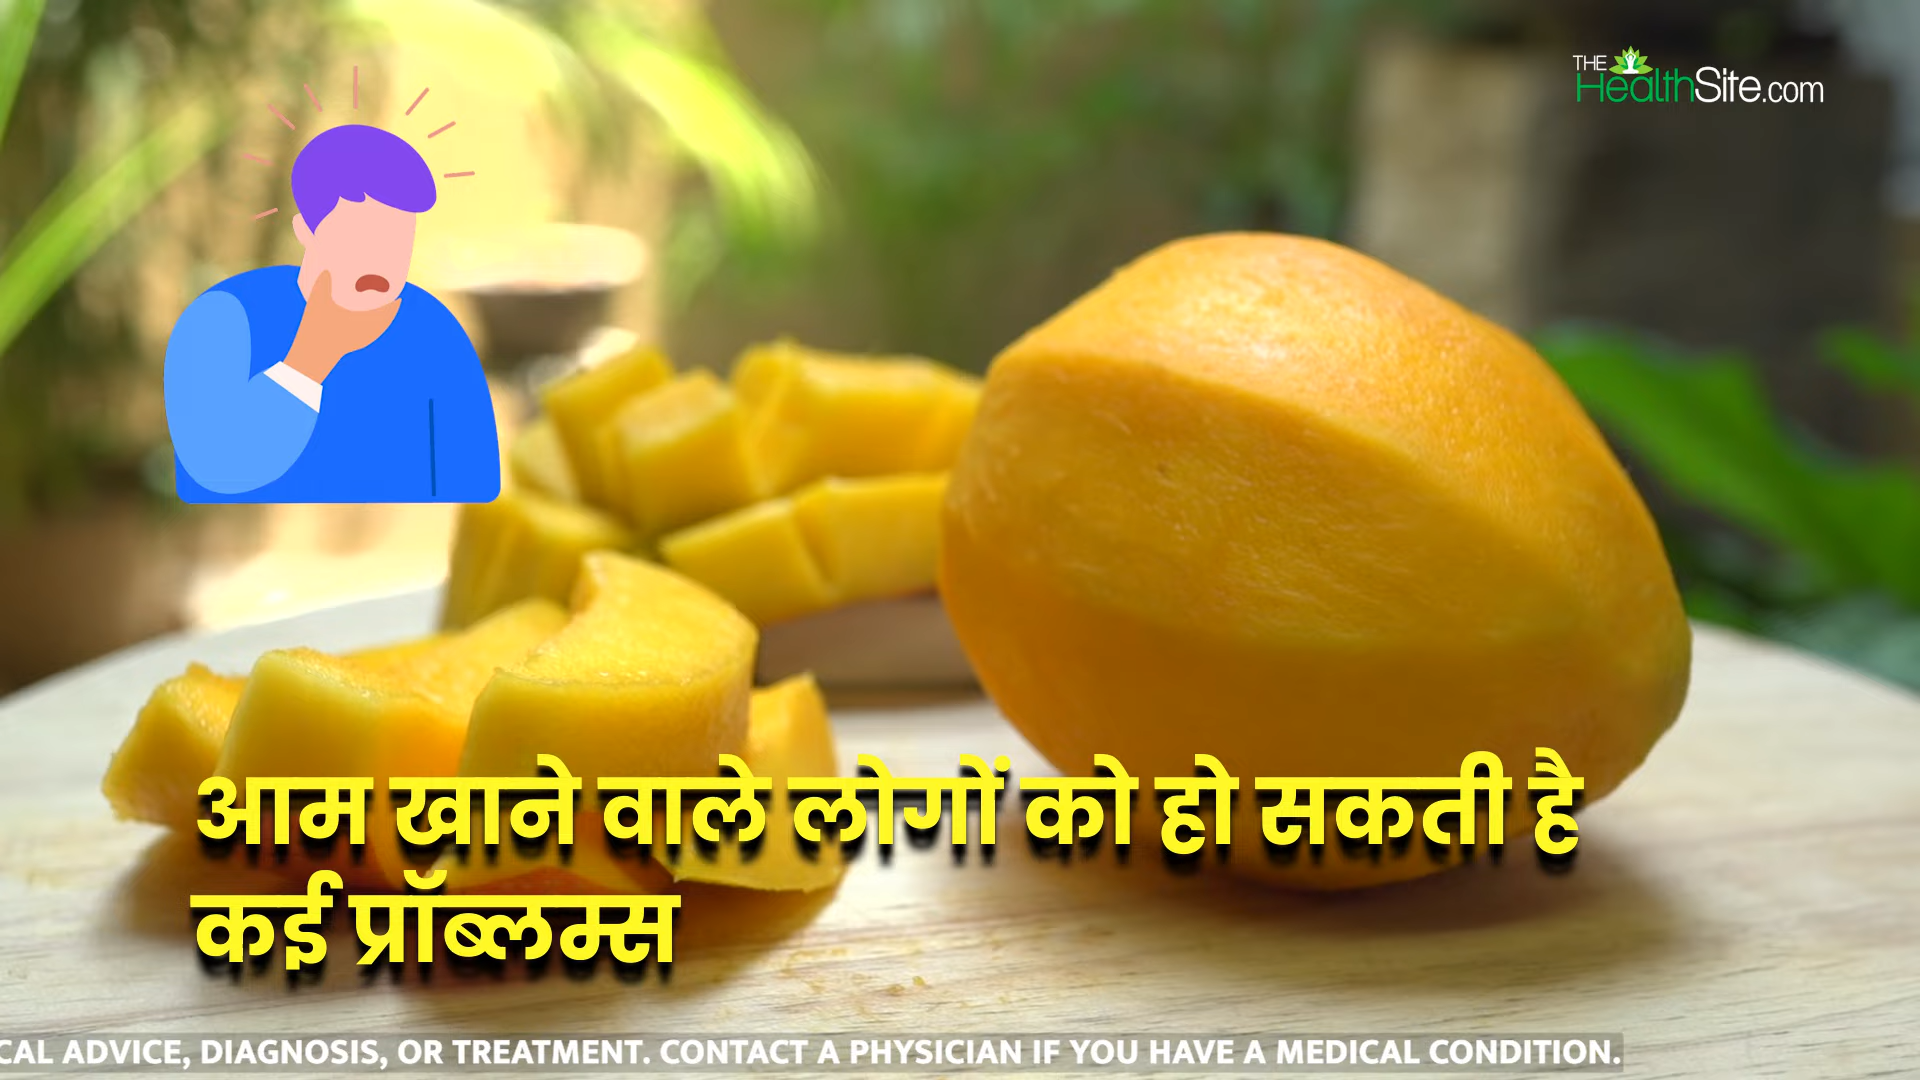 THE
HealthSite.com
आम खाने वाले लोगों को हो सकती है
कई प्रॉब्लम्स
CAL ADVICE, DIAGNOSIS, OR TREATMENT. CONTACT A PHYSICIAN IF YOU HAVE A MEDICAL CONDITION.